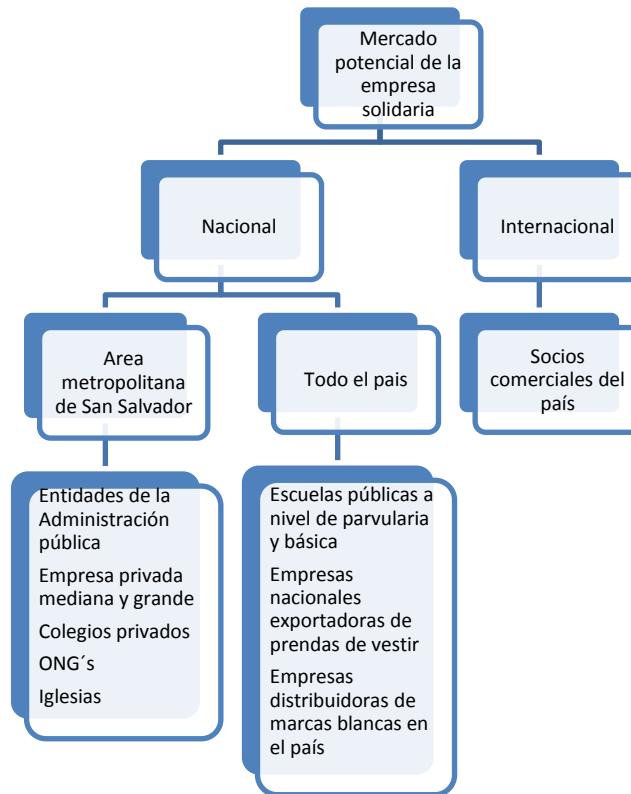 Mercado
potencial de la
empresa
solidaria
Nacional
Internacional
Area
metropolitana
de San Salvador
Todo el pais
Socios
comerciales del
país
Entidades de la
Administración
pública
Empresa privada
mediana y grande
Colegios privados
ONG´s
Iglesias
Escuelas públicas a
nivel de parvularia
y básica
Empresas
nacionales
exportadoras de
prendas de vestir
Empresas
distribuidoras de
marcas blancas en
el país